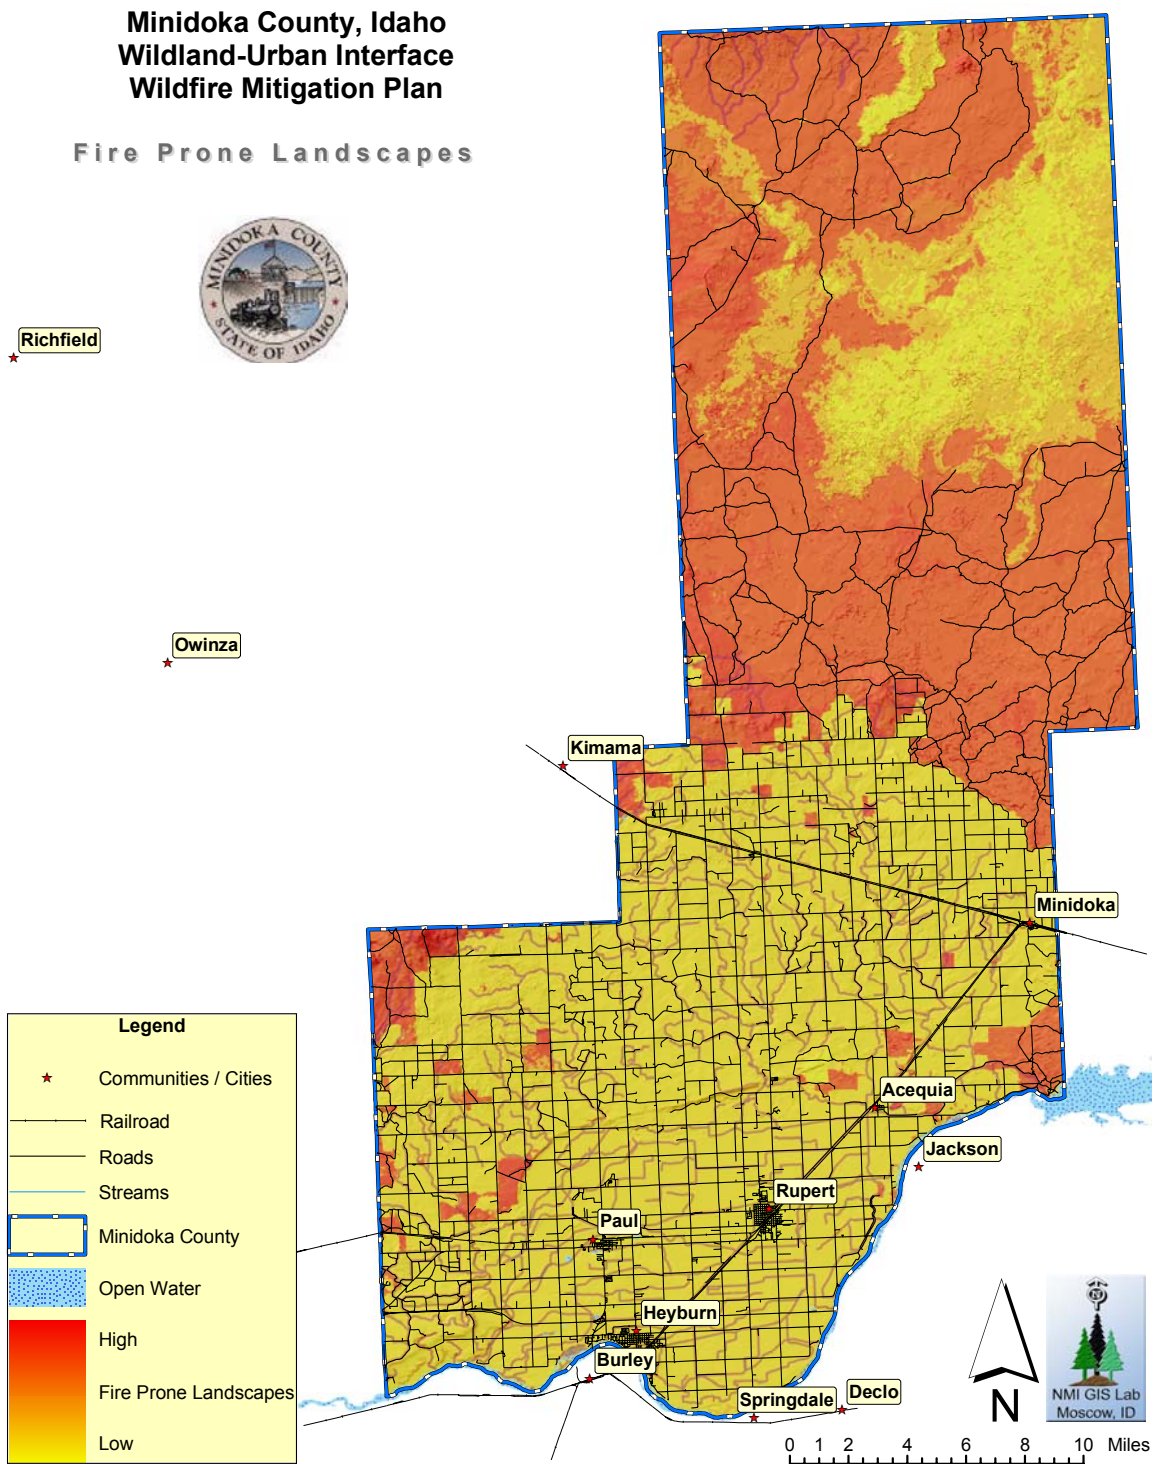 Minidoka County, Idaho
Wildland-Urban Interface
Wildfire Mitigation Plan
Fire Prone Landscapes
MINIDOKA COUNTY
STATE OF IDAHO
Richfield
Owinza
Kimama
Minidoka
Acequia
Jackson
Rupert
Paul
Heyburn
Burley
Springdale
Declo
Legend
Communities / Cities
Railroad
Roads
Streams
Minidoka County
Open Water
High
Fire Prone Landscapes
Low
N
N
NMI GIS Lab
Moscow, ID
0 1 2 4 6 8 10 Miles